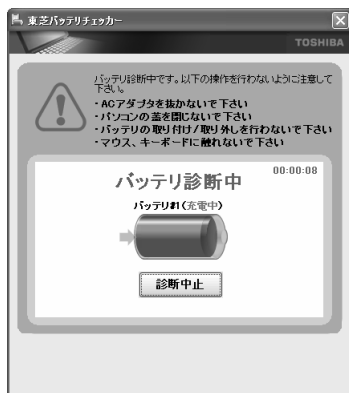 東芝バッテリチェッカー
TOSHIBA
バッテリ診断中です。以下の操作を行わないようにご注意して
下さい。
・ACアダプタを抜かないで下さい
・パソコンの蓋を閉じないで下さい
・バッテリの取り付け/取り外しを行わないで下さい
・マウス、キーボードに触れないで下さい
00:00:08
バッテリ診断中
バッテリ#1(充電中)
診断中止